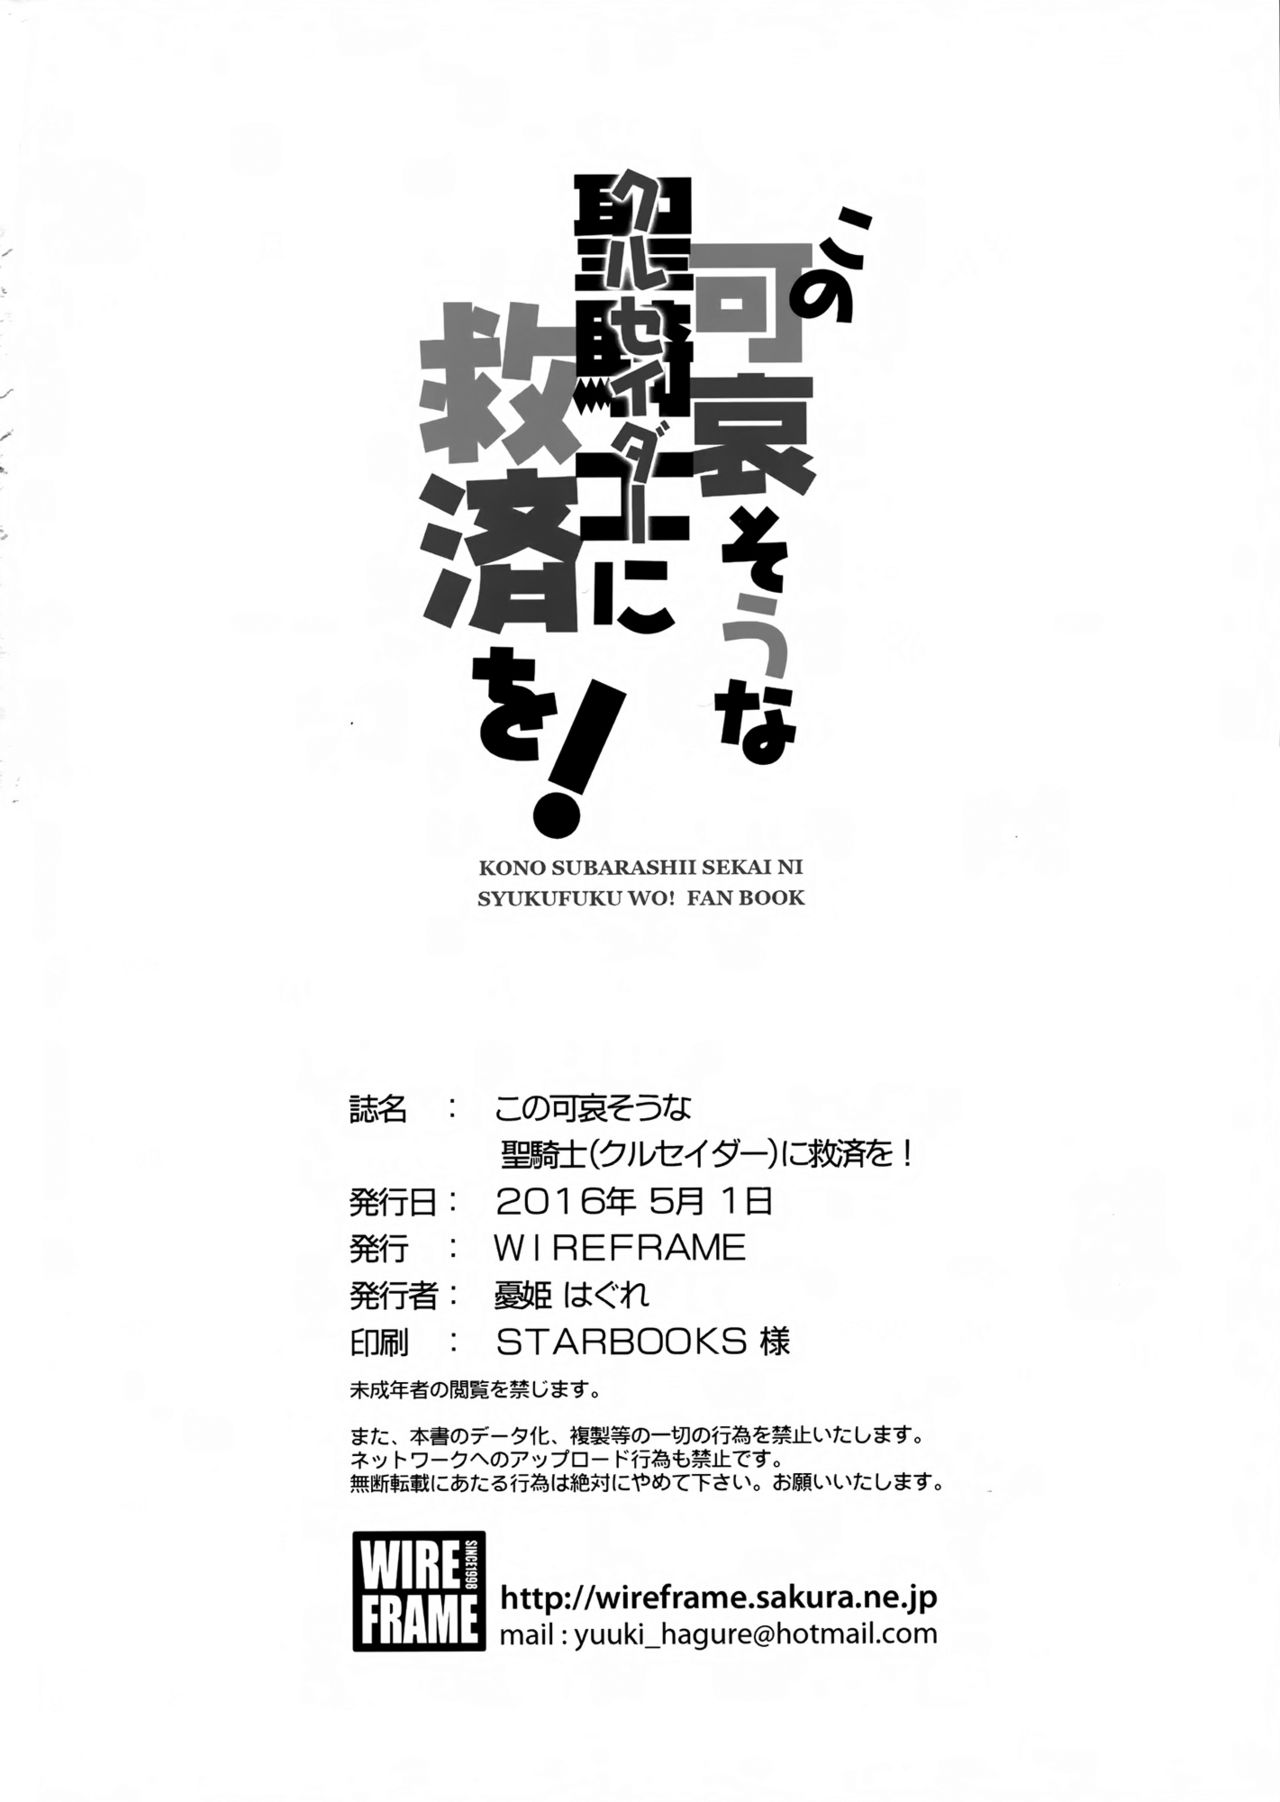 この
可哀そうな
聖騎士に
クルセイダー
救済を!
KONO SUBARASHII SEKAI NI
SYUKUFUKU WO! FAN BOOK
誌名 : この可哀そうな
聖騎士(クルセイダー)に救済を!
発行日: 2016年 5月 1日
発行 : WIREFRAME
発行者: 憂姫 はぐれ
印刷 : STARBOOKS 様
未成年者の閲覧を禁じます。
また、本書のデータ化、複製等の一切の行為を禁止いたします。
ネットワークへのアップロード行為も禁止です。
無断転載にあたる行為は絶対にやめて下さい。お願いいたします。
WIRE
FRAME
SINCE1998
http://wireframe.sakura.ne.jp
mail : yuuki_hagure@hotmail.com